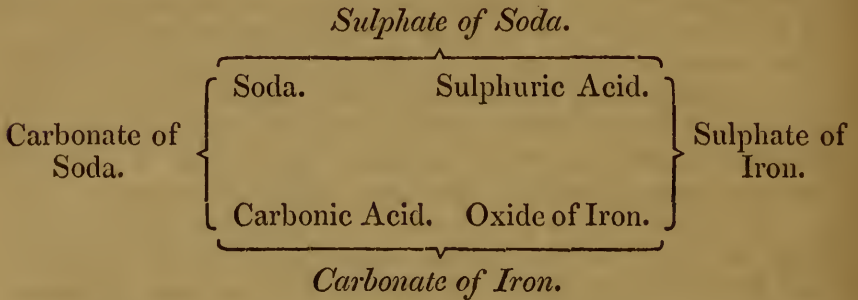 Sulphate of Soda.
Soda. Sulphuric Acid.
Carbonate of
Soda.
Sulphate of
Iron.
Carbonic Acid. Oxide of Iron.
Carbonate of Iron.